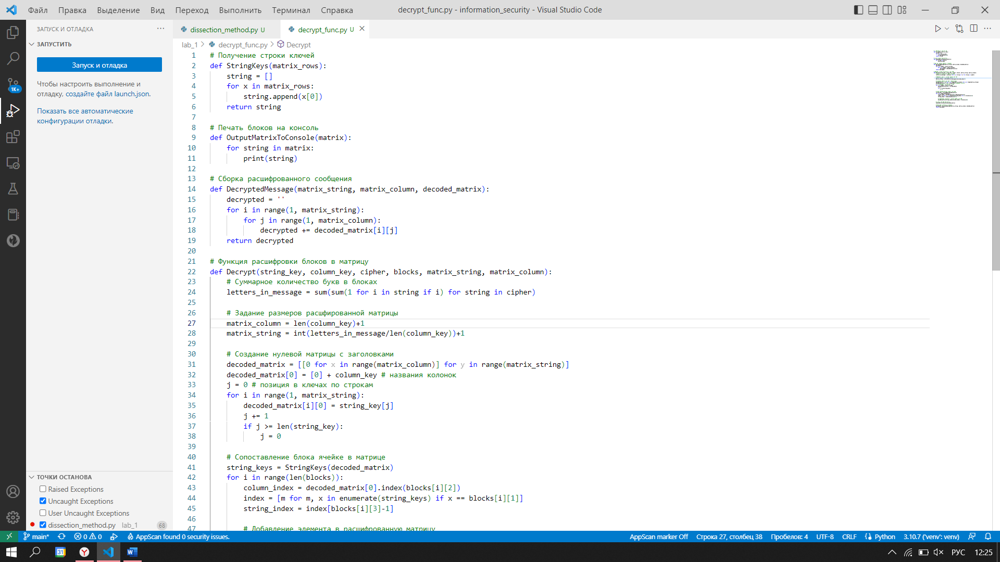 Файл Правка Выделение Вид Переход Выполнить Терминал Справка
decrypt_func.py - information_security - Visual Studio Code
ЗАПУСК И ОТЛАДКА
dissection_method.py U
decrypt_func.py U
ЗАПУСТИТЬ
lab_1 > decrypt_func.py > Decrypt
Запуск и отладка
Чтобы настроить выполнение и
отладку, создайте файл launch.json.
Показать все автоматические
конфигурации отладки.
1K+
1 # Получение строки ключей
2 def StringKeys(matrix_rows):
3 string = []
4 for x in matrix_rows:
5 string.append(x[0])
6 return string
7
8 # Печать блоков на консоль
9 def OutputMatrixToConsole(matrix):
10 for string in matrix:
11 print(string)
12
13 # Сборка расшифрованного сообщения
14 def DecryptedMessage(matrix_string, matrix_column, decoded_matrix):
15 decrypted = ''
16 for i in range(1, matrix_string):
17 for j in range(1, matrix_column):
18 decrypted += decoded_matrix[i][j]
19 return decrypted
20
21 # Функция расшифровки блоков в матрицу
22 def Decrypt(string_key, column_key, cipher, blocks, matrix_string, matrix_column):
23 # Суммарное количество букв в блоках
24 letters_in_message = sum(sum(1 for i in string if i) for string in cipher)
25
26 # Задание размеров расшфированной матрицы
27 matrix_column = len(column_key)+1
28 matrix_string = int(letters_in_message/len(column_key))+1
29
30 # Создание нулевой матрицы с заголовками
31 decoded_matrix = [[0 for x in range(matrix_column)] for y in range(matrix_string)]
32 decoded_matrix[0] = [0] + column_key # названия колонок
33 j = 0 # позиция в ключах по строкам
34 for i in range(1, matrix_string):
35 decoded_matrix[i][0] = string_key[j]
36 j += 1
37 if j >= len(string_key):
38 j = 0
39
40 # Сопоставление блока ячейке в матрице
41 string_keys = StringKeys(decoded_matrix)
42 for i in range(len(blocks)):
43 column_index = decoded_matrix[0].index(blocks[i][2])
44 index = [m for m, x in enumerate(string_keys) if x == blocks[i][1]]
45 string_index = index[blocks[i][3]-1]
46
47 # Добавление элемента в расшифрованную матрицу
ТОЧКИ ОСТАНОВА
Raised Exceptions
Uncaught Exceptions
User Uncaught Exceptions
dissection_method.py lab_1 68
main* 0 0 AppScan found 0 security issues.
AppScan marker Off Строка 27, столбец 38 Пробелов: 4 UTF-8 CRLF Python 3.10.7 ('venv': venv)
31 РУС 12:25